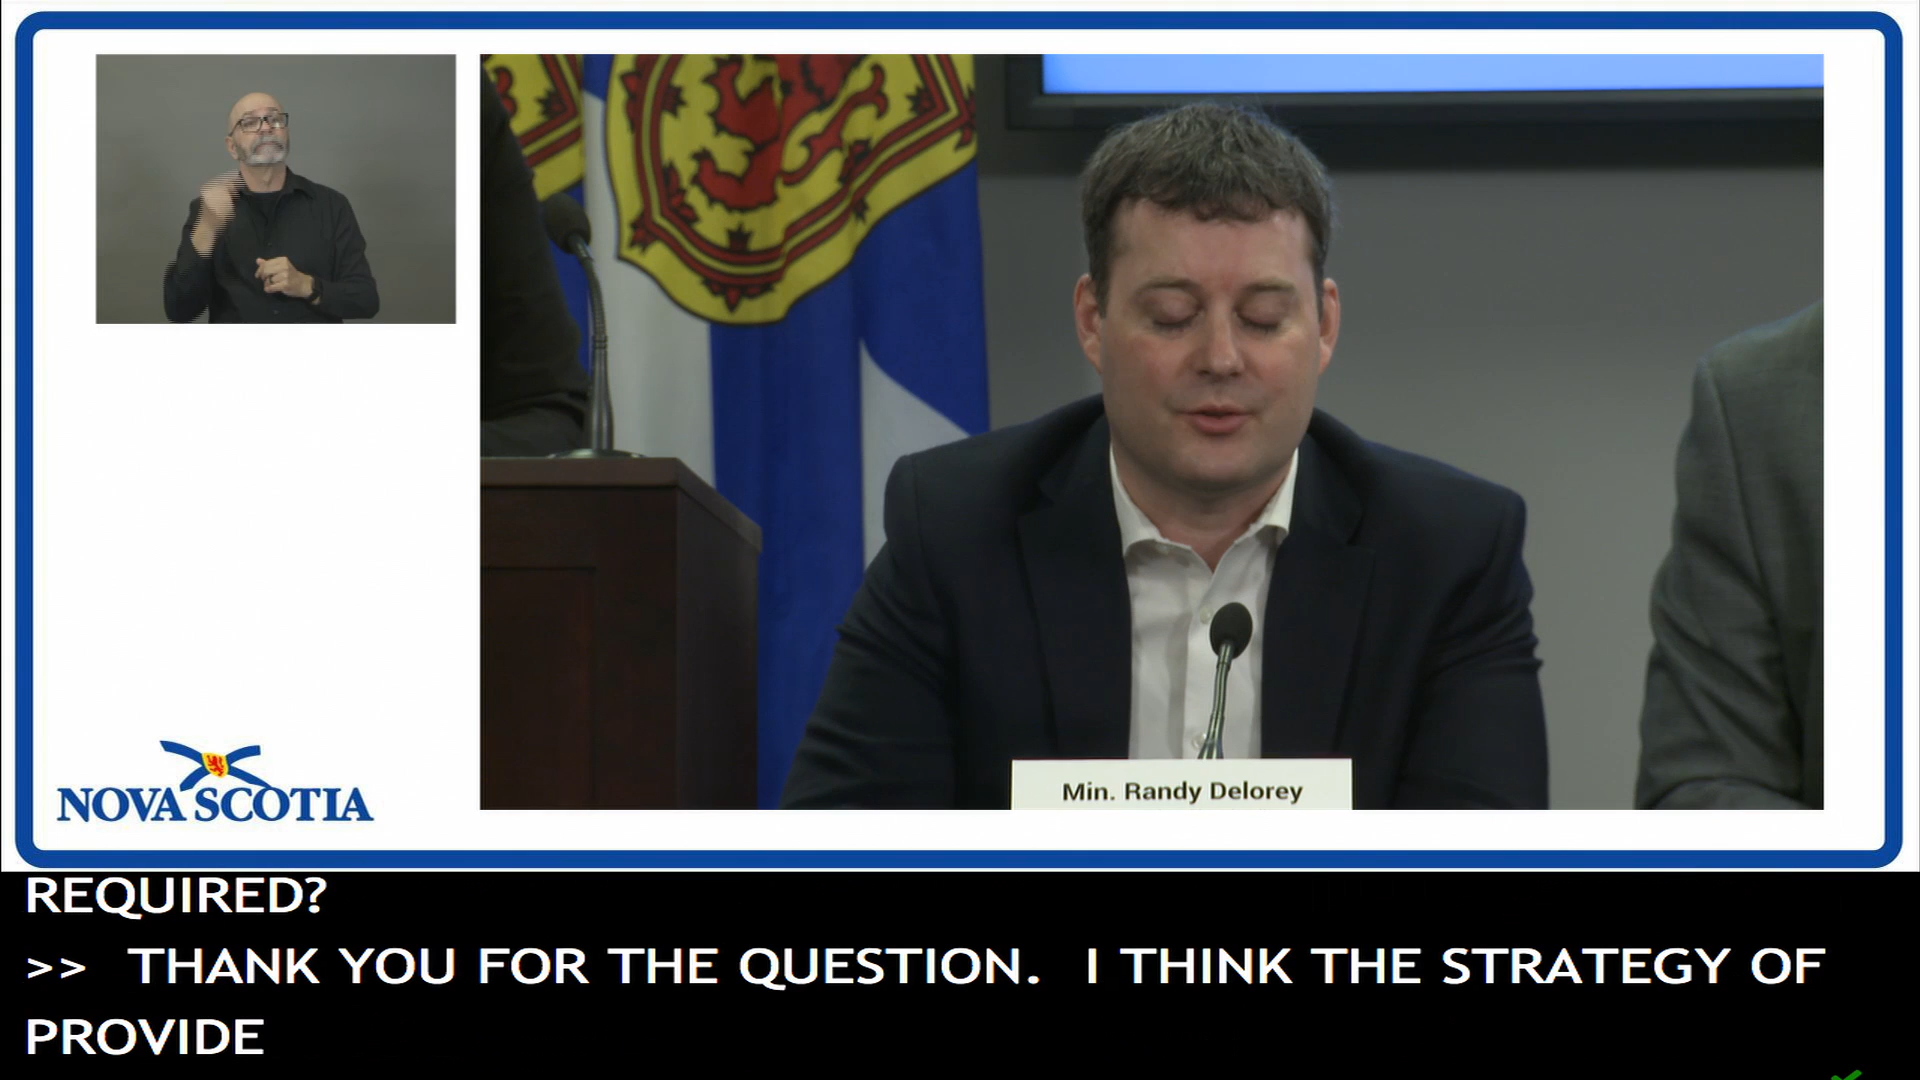 NOVA SCOTIA
Min. Randy Delorey
REQUIRED?
>> THANK YOU FOR THE QUESTION. I THINK THE STRATEGY OF
PROVIDE